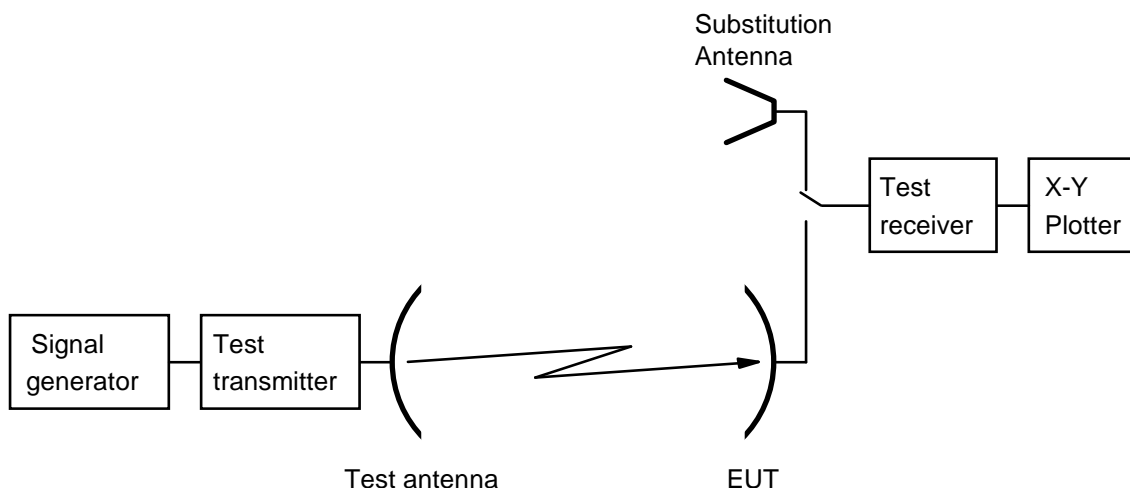 Substitution
Antenna
Test
receiver
X-Y
Plotter
Signal
generator
Test
transmitter
Test antenna
EUT